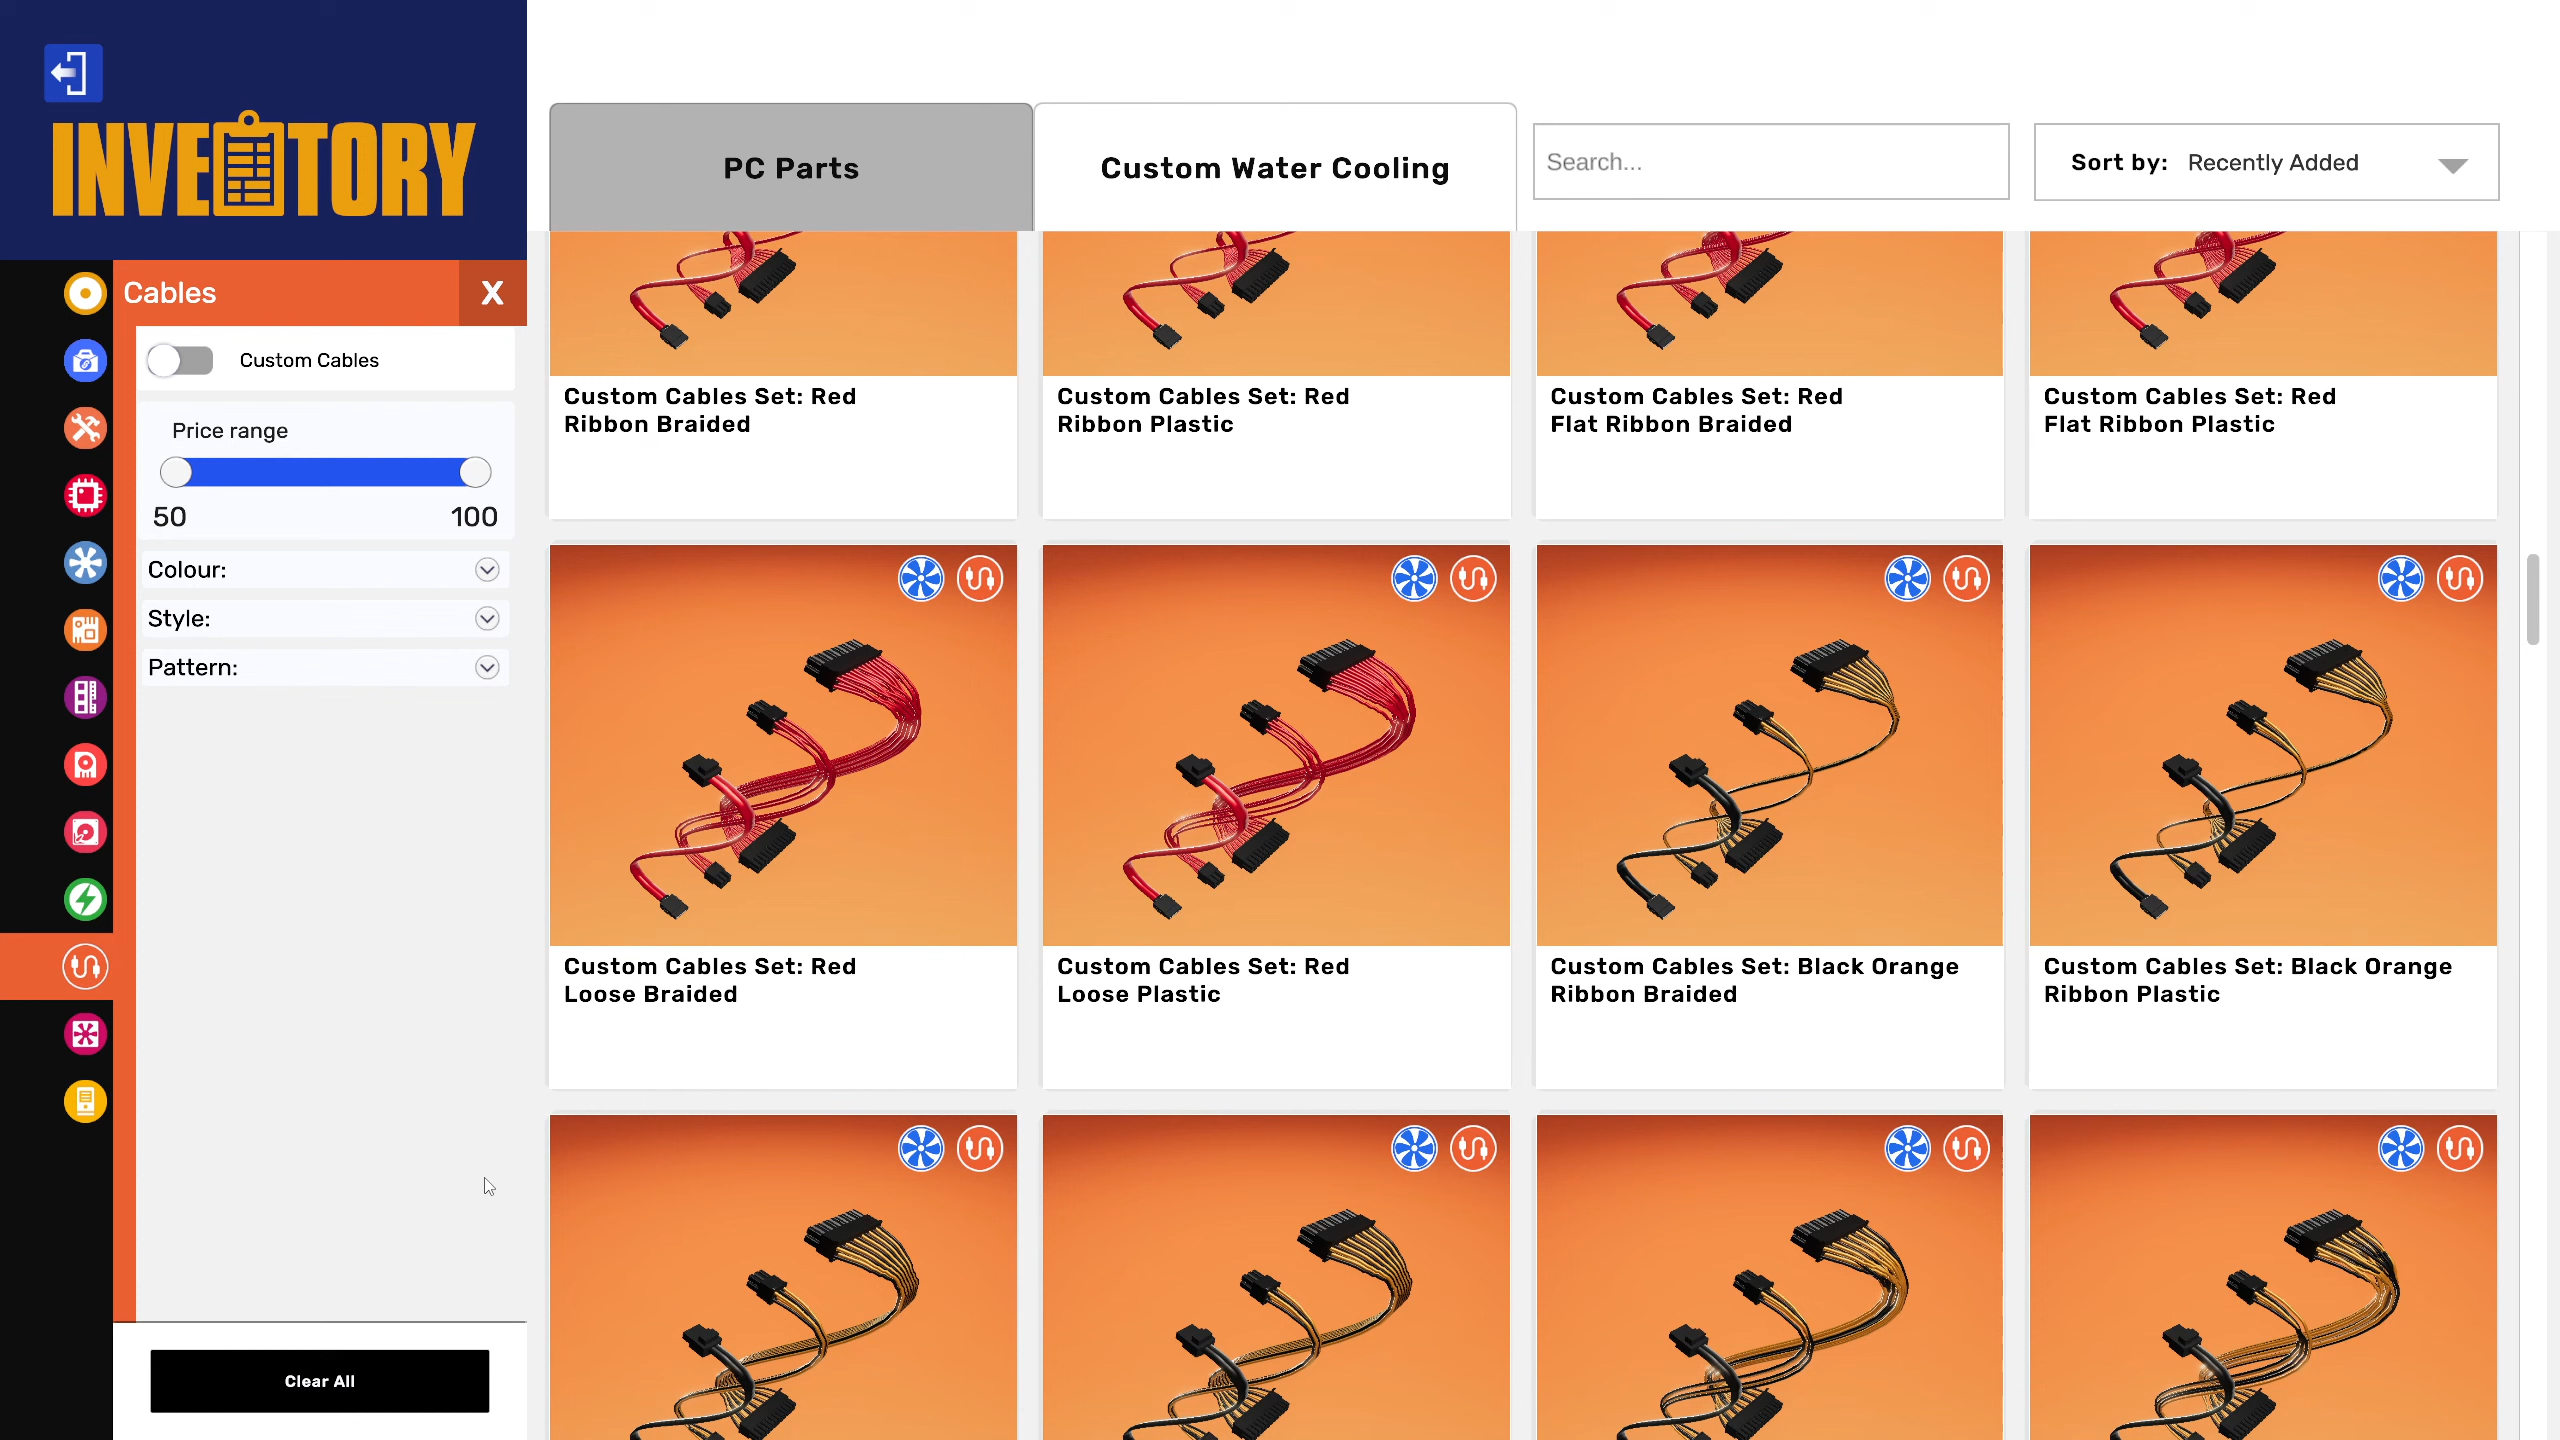 INVENTORY
PC Parts
Custom Water Cooling
Search...
Sort by: Recently Added
Cables
X
Custom Cables
Price range
50
100
Colour:
Style:
Pattern:
Clear All
Custom Cables Set: Red
Ribbon Braided
Custom Cables Set: Red
Ribbon Plastic
Custom Cables Set: Red
Flat Ribbon Braided
Custom Cables Set: Red
Flat Ribbon Plastic
Custom Cables Set: Red
Loose Braided
Custom Cables Set: Red
Loose Plastic
Custom Cables Set: Black Orange
Ribbon Braided
Custom Cables Set: Black Orange
Ribbon Plastic